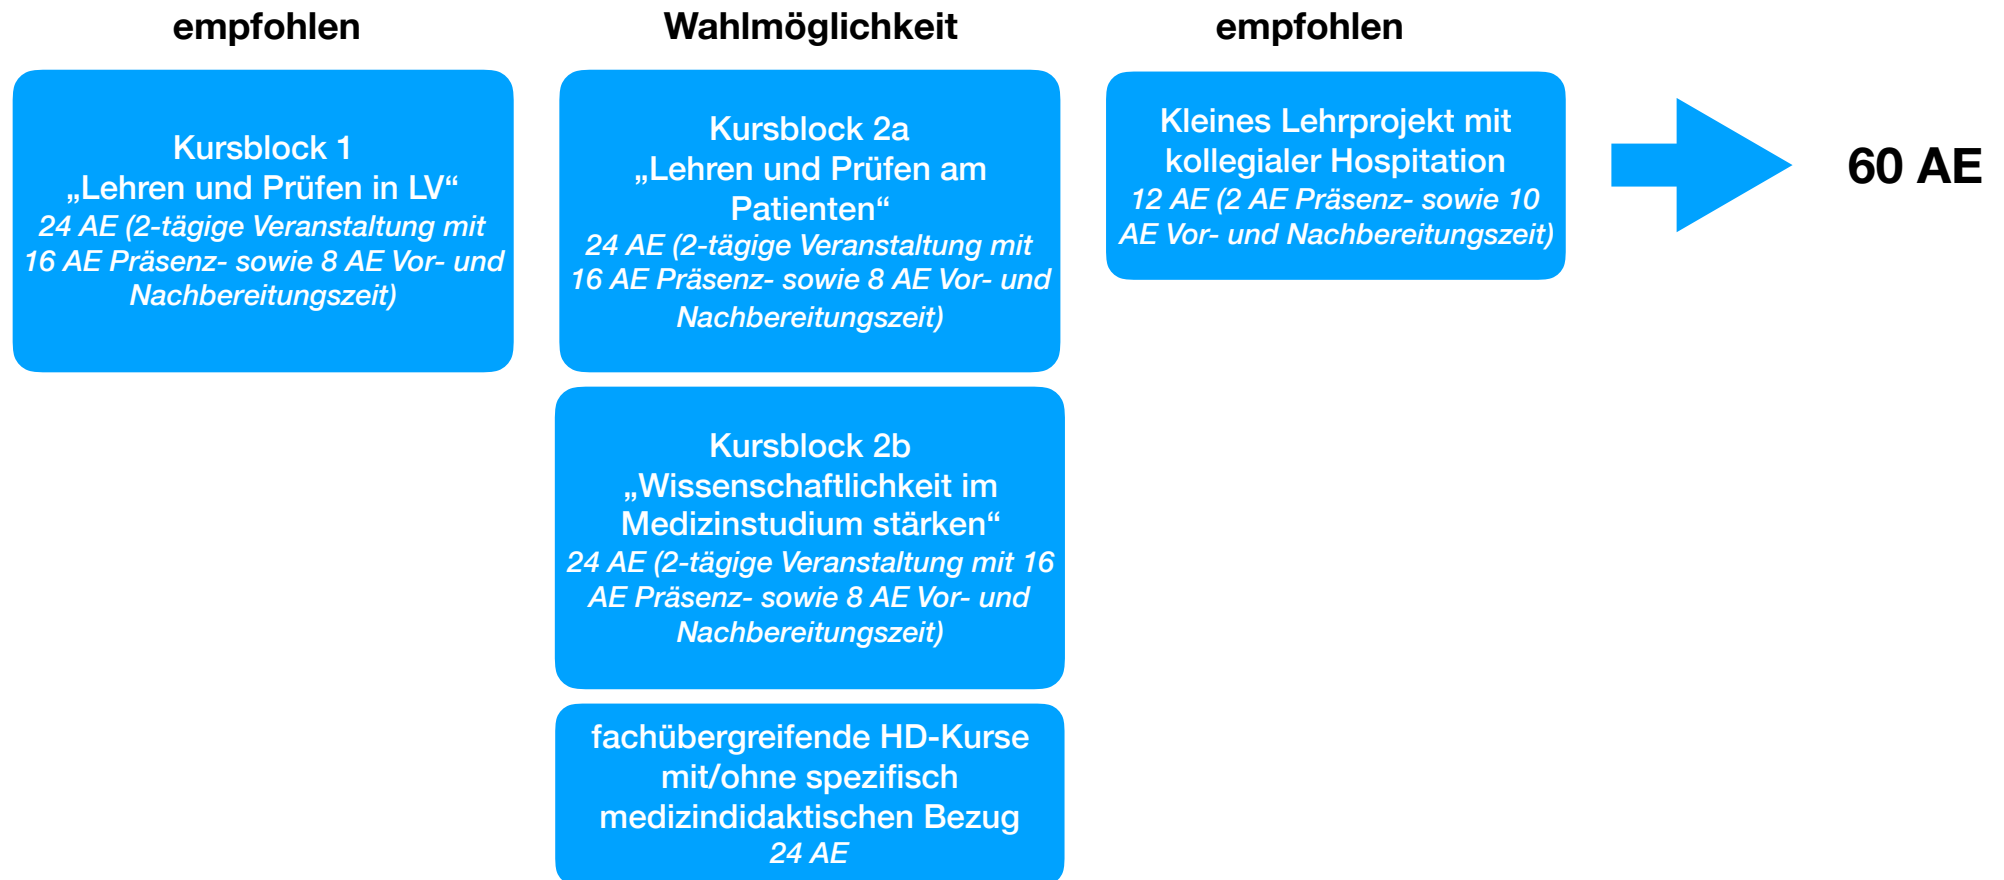 empfohlen
Wahlmöglichkeit
empfohlen
Kursblock 1
„Lehren und Prüfen in LV“
24 AE (2-tägige Veranstaltung mit
16 AE Präsenz- sowie 8 AE Vor- und
Nachbereitungszeit)
Kursblock 2a
„Lehren und Prüfen am
Patienten“
24 AE (2-tägige Veranstaltung mit
16 AE Präsenz- sowie 8 AE Vor- und
Nachbereitungszeit)
Kursblock 2b
„Wissenschaftlichkeit im
Medizinstudium stärken“
24 AE (2-tägige Veranstaltung mit 16
AE Präsenz- sowie 8 AE Vor- und
Nachbereitungszeit)
fachübergreifende HD-Kurse
mit/ohne spezifisch
medizindidaktischen Bezug
24 AE
Kleines Lehrprojekt mit
kollegialer Hospitation
12 AE (2 AE Präsenz- sowie 10
AE Vor- und Nachbereitungszeit)
60 AE